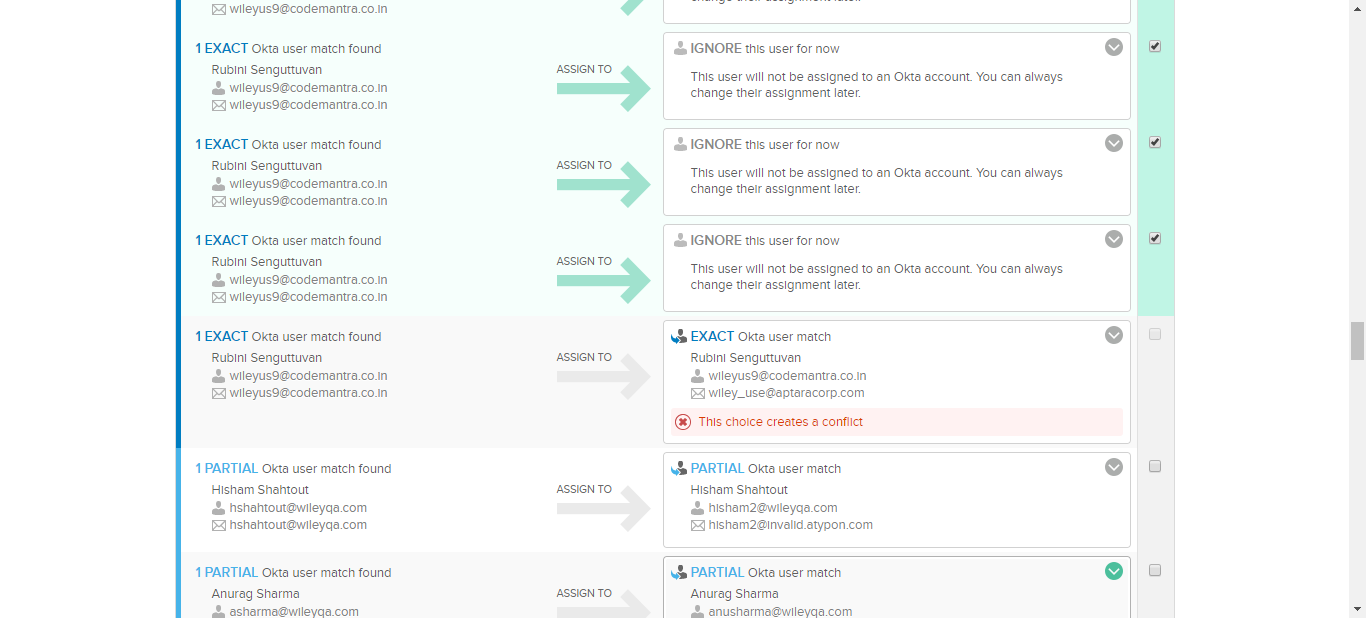 wileyus9@codemantra.co.in
change their assignment later.
1 EXACT Okta user match found
Rubini Senguttuvan
wileyus9@codemantra.co.in
wileyus9@codemantra.co.in
ASSIGN TO
IGNORE this user for now
This user will not be assigned to an Okta account. You can always
change their assignment later.
1 EXACT Okta user match found
Rubini Senguttuvan
wileyus9@codemantra.co.in
wileyus9@codemantra.co.in
ASSIGN TO
IGNORE this user for now
This user will not be assigned to an Okta account. You can always
change their assignment later.
1 EXACT Okta user match found
Rubini Senguttuvan
wileyus9@codemantra.co.in
wileyus9@codemantra.co.in
ASSIGN TO
IGNORE this user for now
This user will not be assigned to an Okta account. You can always
change their assignment later.
1 EXACT Okta user match found
Rubini Senguttuvan
wileyus9@codemantra.co.in
wileyus9@codemantra.co.in
ASSIGN TO
EXACT Okta user match
Rubini Senguttuvan
wileyus9@codemantra.co.in
wiley_use@aptaracorp.com
This choice creates a conflict
1 PARTIAL Okta user match found
Hisham Shahtout
hshahtout@wileyqa.com
hshahtout@wileyqa.com
ASSIGN TO
PARTIAL Okta user match
Hisham Shahtout
hisham2@wileyqa.com
hisham2@invalid.atypon.com
1 PARTIAL Okta user match found
Anurag Sharma
asharma@wileyqa.com
ASSIGN TO
PARTIAL Okta user match
Anurag Sharma
anusharma@wileyqa.com